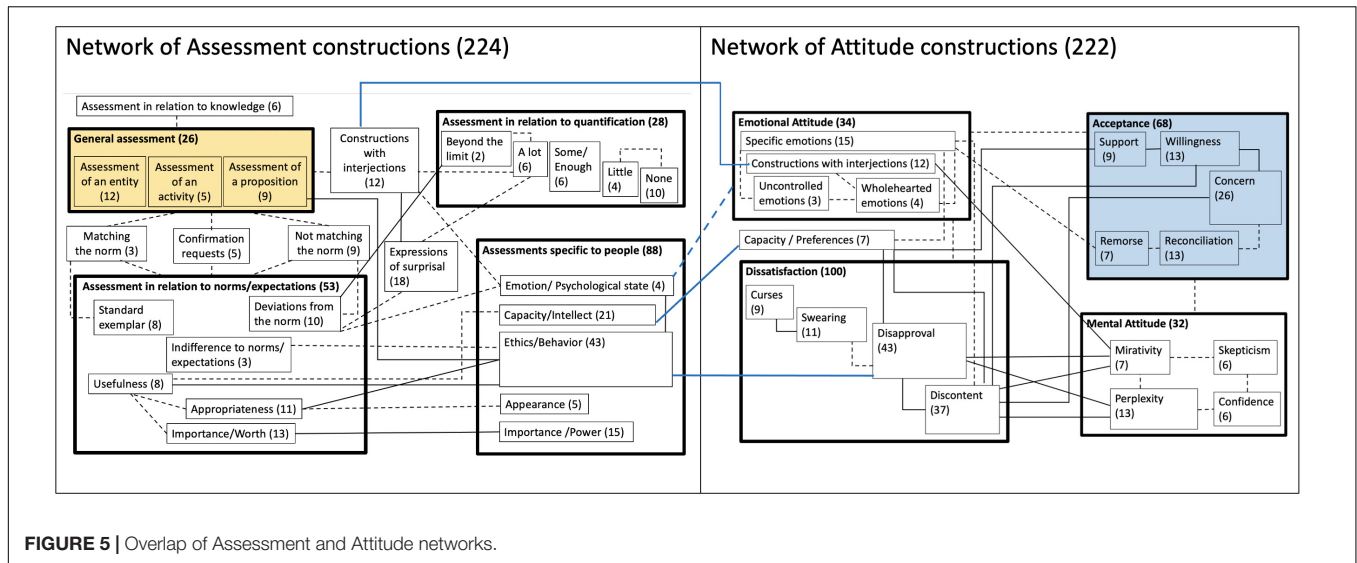 Network of Assessment constructions (224)
Assessment in relation to knowledge (6)
General assessment (26)
Assessment
of an entity
(12)
Assessment
of an
activity (5)
Assessment of
a proposition
(9)
Constructions
with
interjections
(12)
Assessment in relation to quantification (28)
Beyond the
limit (2)
A lot
(6)
Some/
Enough
(6)
Little
(4)
None
(10)
Matching
the norm (3)
Confirmation
requests (5)
Not matching
the norm (9)
Expressions
of surprisal
(18)
Assessment in relation to norms/expectations (53)
Standard
exemplar (8)
Deviations from
the norm (10)
Indifference to norms/
expectations (3)
Usefulness (8)
Appropriateness (11)
Importance/Worth (13)
Assessments specific to people (88)
Emotion/ Psychological state (4)
Capacity/Intellect (21)
Ethics/Behavior (43)
Appearance (5)
Importance /Power (15)
Network of Attitude constructions (222)
Emotional Attitude (34)
Specific emotions (15)
Constructions with interjections (12)
Uncontrolled
emotions (3)
Wholehearted
emotions (4)
Capacity / Preferences (7)
Dissatisfaction (100)
Curses
(9)
Swearing
(11)
Disapproval
(43)
Discontent
(37)
Acceptance (68)
Support
(9)
Willingness
(13)
Concern
(26)
Remorse
(7)
Reconciliation
(13)
Mental Attitude (32)
Mirativity
(7)
Skepticism
(6)
Perplexity
(13)
Confidence
(6)
FIGURE 5 | Overlap of Assessment and Attitude networks.